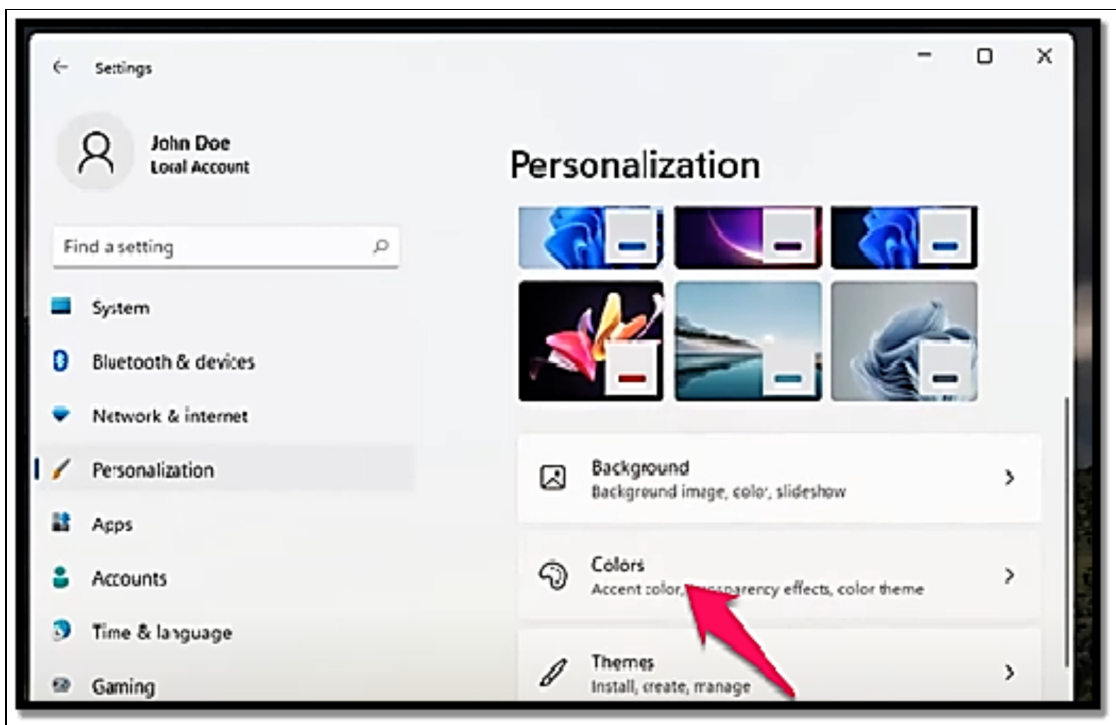 Settings
John Doe
Local Account
Find a setting
System
Bluetooth & devices
Network & internet
Personalization
Apps
Accounts
Time & language
Gaming
Personalization
Background
Background image, color, slideshow
Colors
Accent color, transparency effects, color theme
Themes
Install, create, manage